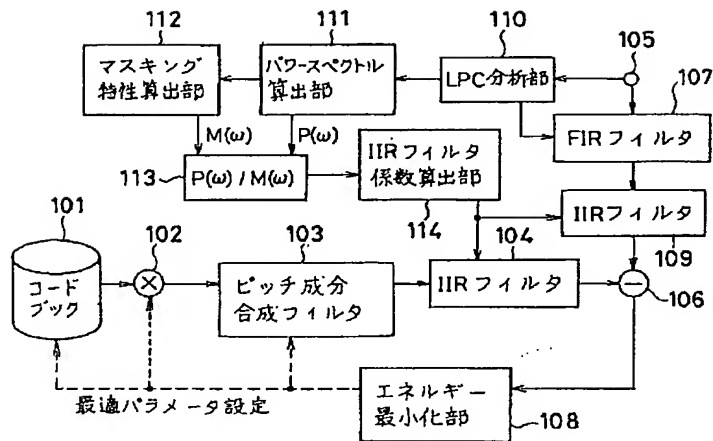 112
111
110
105
マスキング
特性算出部
パワースペクトル
算出部
LPC分析部
107
M(ω)
P(ω)
FIRフィルタ
113
P(ω)/M(ω)
IIRフィルタ
係数算出部
114
IIRフィルタ
109
101
102
103
104
コード
ブック
×
ピッチ成分
合成フィルタ
IIRフィルタ
−
106
最適パラメータ設定
エネルギー
最小化部
108